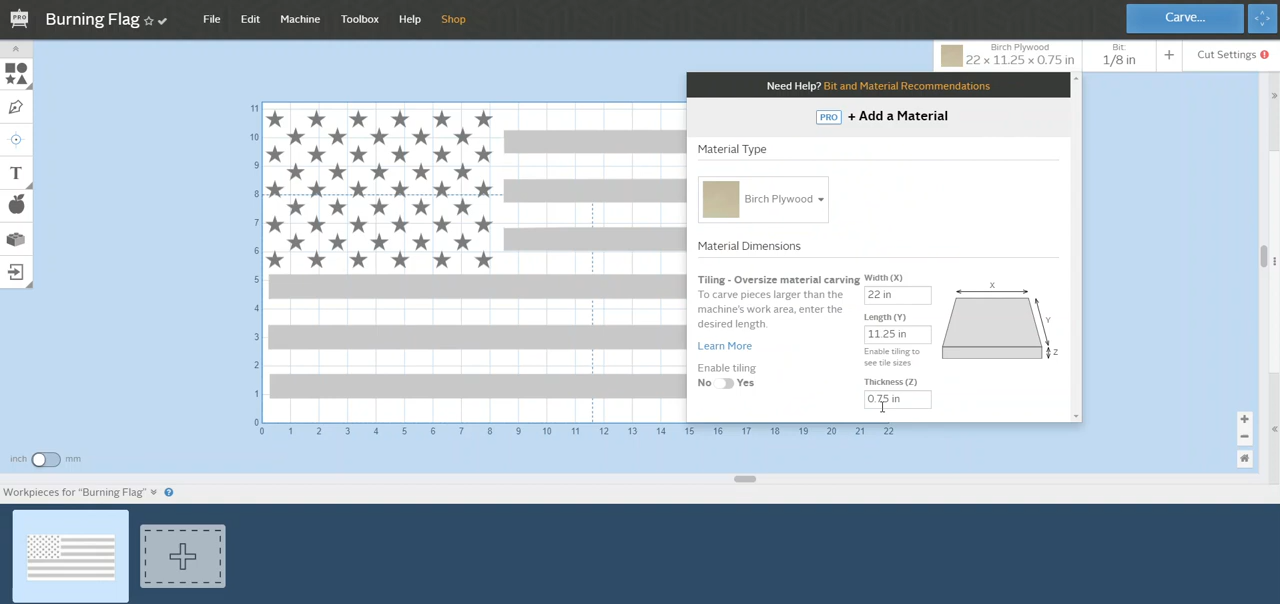 PRO
Burning Flag
File Edit Machine Toolbox Help Shop
Carve...
Birch Plywood
22 × 11.25 × 0.75 in
Bit:
1/8 in
+
Cut Settings
Need Help? Bit and Material Recommendations
PRO + Add a Material
Material Type
Birch Plywood
Material Dimensions
Tiling - Oversize material carving
To carve pieces larger than the
machine's work area, enter the
desired length.
Learn More
Enable tiling
No Yes
Width (X)
22 in
Length (Y)
11.25 in
Enable tiling to
see tile sizes
Thickness (Z)
0.75 in
X
Y
Z
T
11
10
9
8
7
6
5
4
3
2
1
0
0 1 2 3 4 5 6 7 8 9 10 11 12 13 14 15 16 17 18 19 20 21 22
inch mm
Workpieces for “Burning Flag”